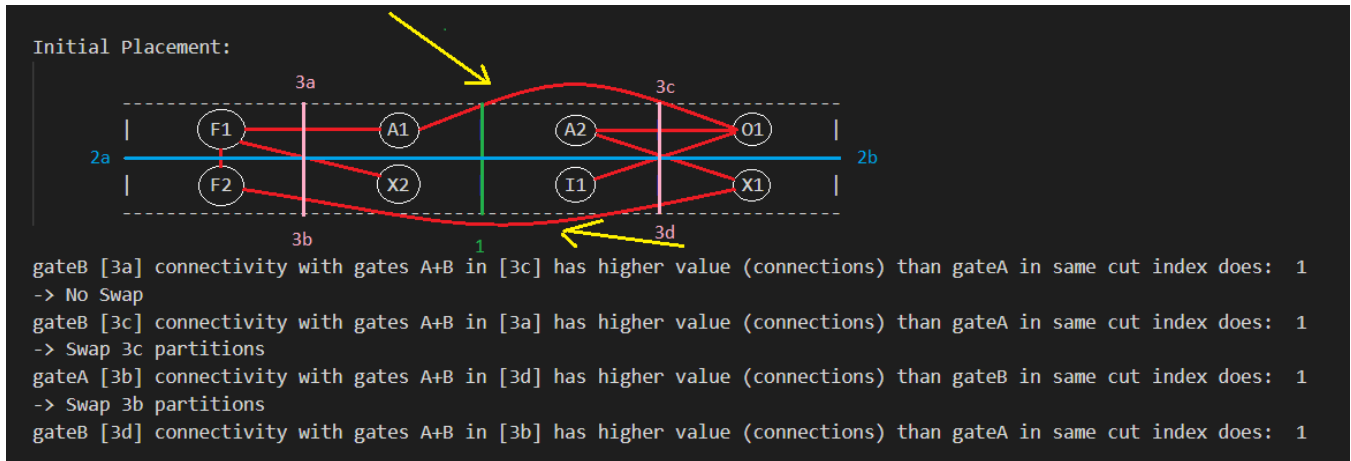 Initial Placement:
3a 3c
| F1 A1 A2 O1 |
2a 2b
| F2 X2 I1 X1 |
3b 1 3d
gateB [3a] connectivity with gates A+B in [3c] has higher value (connections) than gateA in same cut index does: 1
-> No Swap
gateB [3c] connectivity with gates A+B in [3a] has higher value (connections) than gateA in same cut index does: 1
-> Swap 3c partitions
gateA [3b] connectivity with gates A+B in [3d] has higher value (connections) than gateB in same cut index does: 1
-> Swap 3b partitions
gateB [3d] connectivity with gates A+B in [3b] has higher value (connections) than gateA in same cut index does: 1